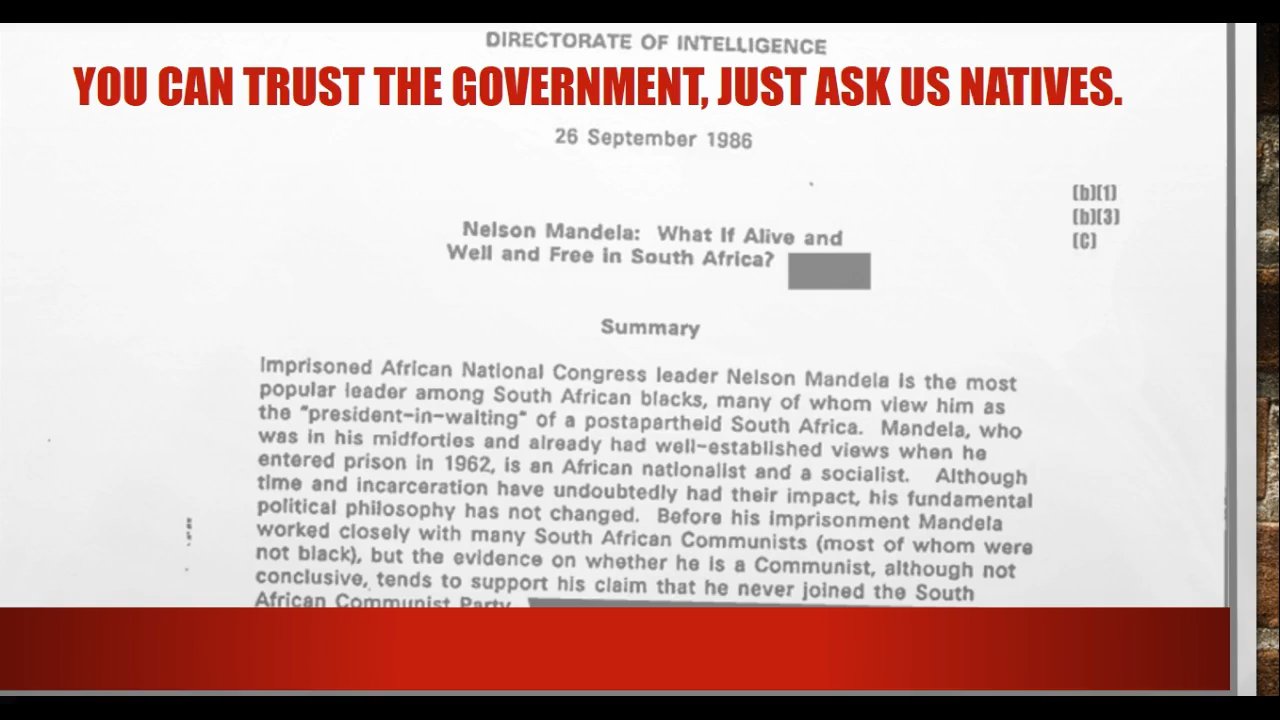 DIRECTORATE OF INTELLIGENCE
YOU CAN TRUST THE GOVERNMENT, JUST ASK US NATIVES.
26 September 1986
(b)(1)
(b)(3)
(C)
Nelson Mandela: What If Alive and
Well and Free in South Africa?
Summary
Imprisoned African National Congress leader Nelson Mandela is the most
popular leader among South African blacks, many of whom view him as
the "president-in-waiting" of a postapartheid South Africa. Mandela, who
was in his midforties and already had well-established views when he
entered prison in 1962, is an African nationalist and a socialist. Although
time and incarceration have undoubtedly had their impact, his fundamental
political philosophy has not changed. Before his imprisonment Mandela
worked closely with many South African Communists (most of whom were
not black), but the evidence on whether he is a Communist, although not
conclusive, tends to support his claim that he never joined the South
African Communist Party